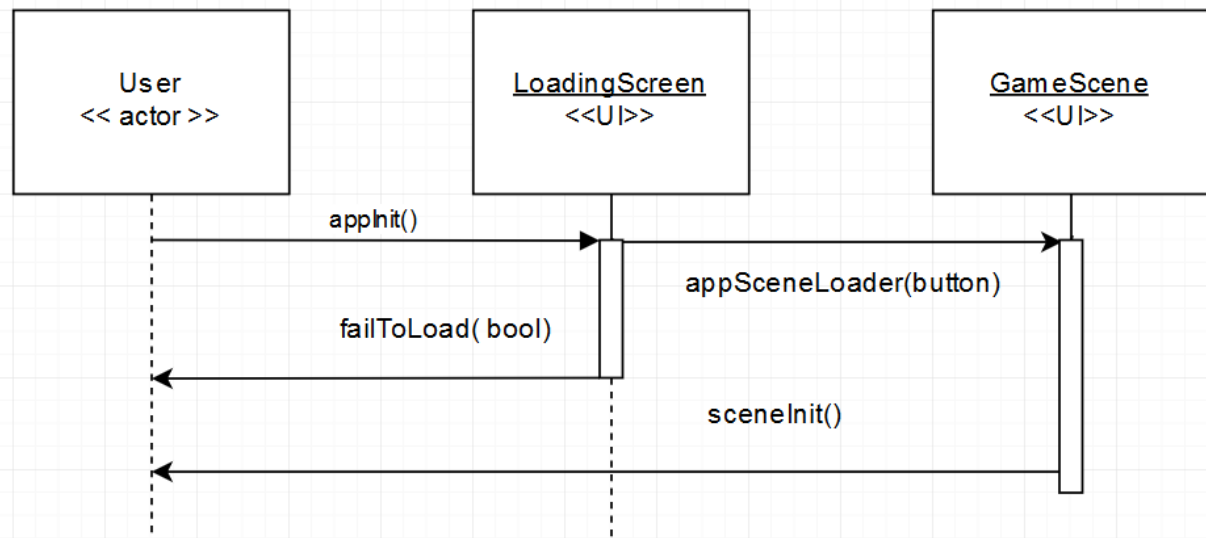 User
<< actor >>
LoadingScreen
<<UI>>
GameScene
<<UI>>
appInit()
appSceneLoader(button)
failToLoad( bool)
sceneInit()